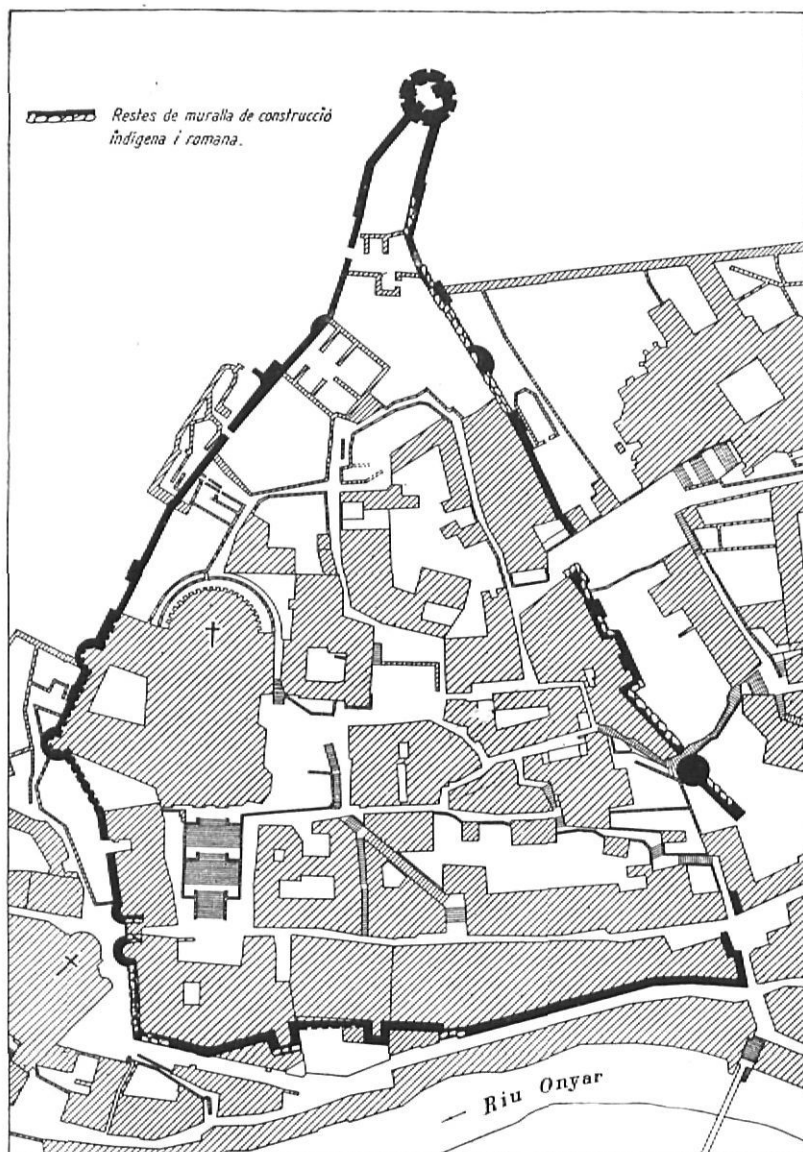 Restes de muralla de construcció
indígena i romana.
← Riu Onyar